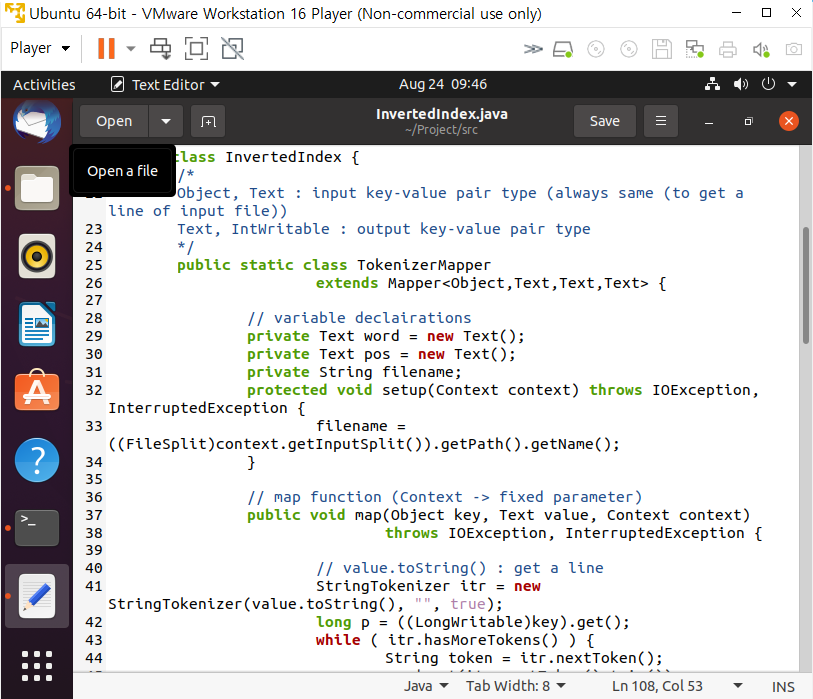 Ubuntu 64-bit - VMware Workstation 16 Player (Non-commercial use only)
Player
Activities
Text Editor
Aug 24 09:46
Open
InvertedIndex.java
~/Project/src
Save
Open a file
class InvertedIndex {
/*
Object, Text : input key-value pair type (always same (to get a
line of input file))
23 Text, IntWritable : output key-value pair type
24 */
25 public static class TokenizerMapper
26 extends Mapper<Object,Text,Text,Text> {
27
28 // variable declairations
29 private Text word = new Text();
30 private Text pos = new Text();
31 private String filename;
32 protected void setup(Context context) throws IOException,
InterruptedException {
33 filename =
((FileSplit)context.getInputSplit()).getPath().getName();
34 }
35
36 // map function (Context -> fixed parameter)
37 public void map(Object key, Text value, Context context)
38 throws IOException, InterruptedException {
39
40 // value.toString() : get a line
41 StringTokenizer itr = new
StringTokenizer(value.toString(), "", true);
42 long p = ((LongWritable)key).get();
43 while ( itr.hasMoreTokens() ) {
44 String token = itr.nextToken();
Java
Tab Width: 8
Ln 108, Col 53
INS